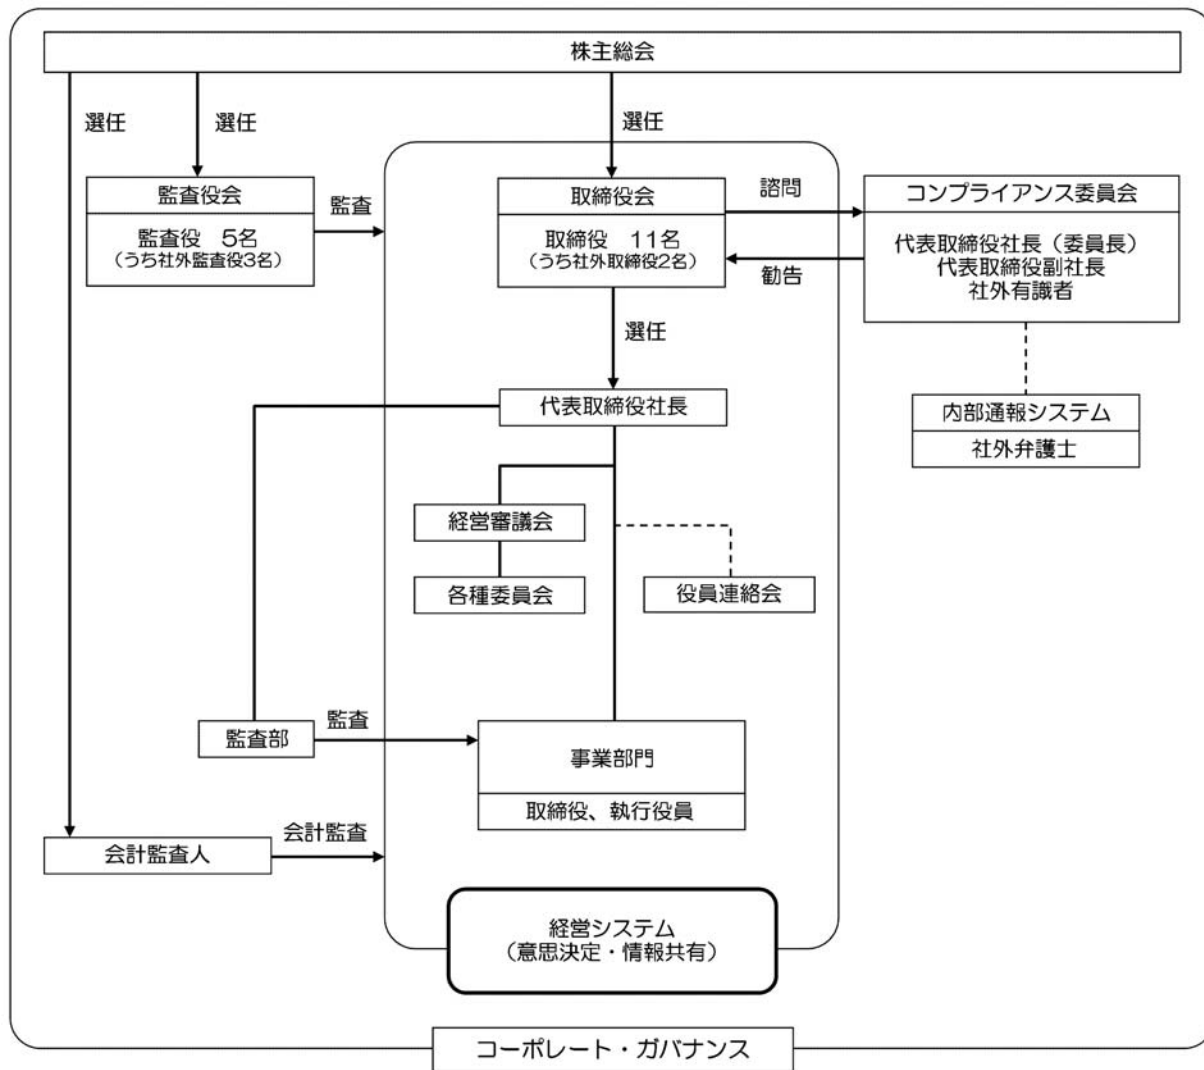 株主総会
選任
選任
選任
監査役会
監査役 5名
(うち社外監査役3名)
監査
取締役会
取締役 11名
(うち社外取締役2名)
諮問
勧告
コンプライアンス委員会
代表取締役社長(委員長)
代表取締役副社長
社外有識者
選任
代表取締役社長
内部通報システム
社外弁護士
経営審議会
各種委員会
役員連絡会
監査部
監査
事業部門
取締役、執行役員
会計監査人
会計監査
経営システム
(意思決定・情報共有)
コーポレート・ガバナンス